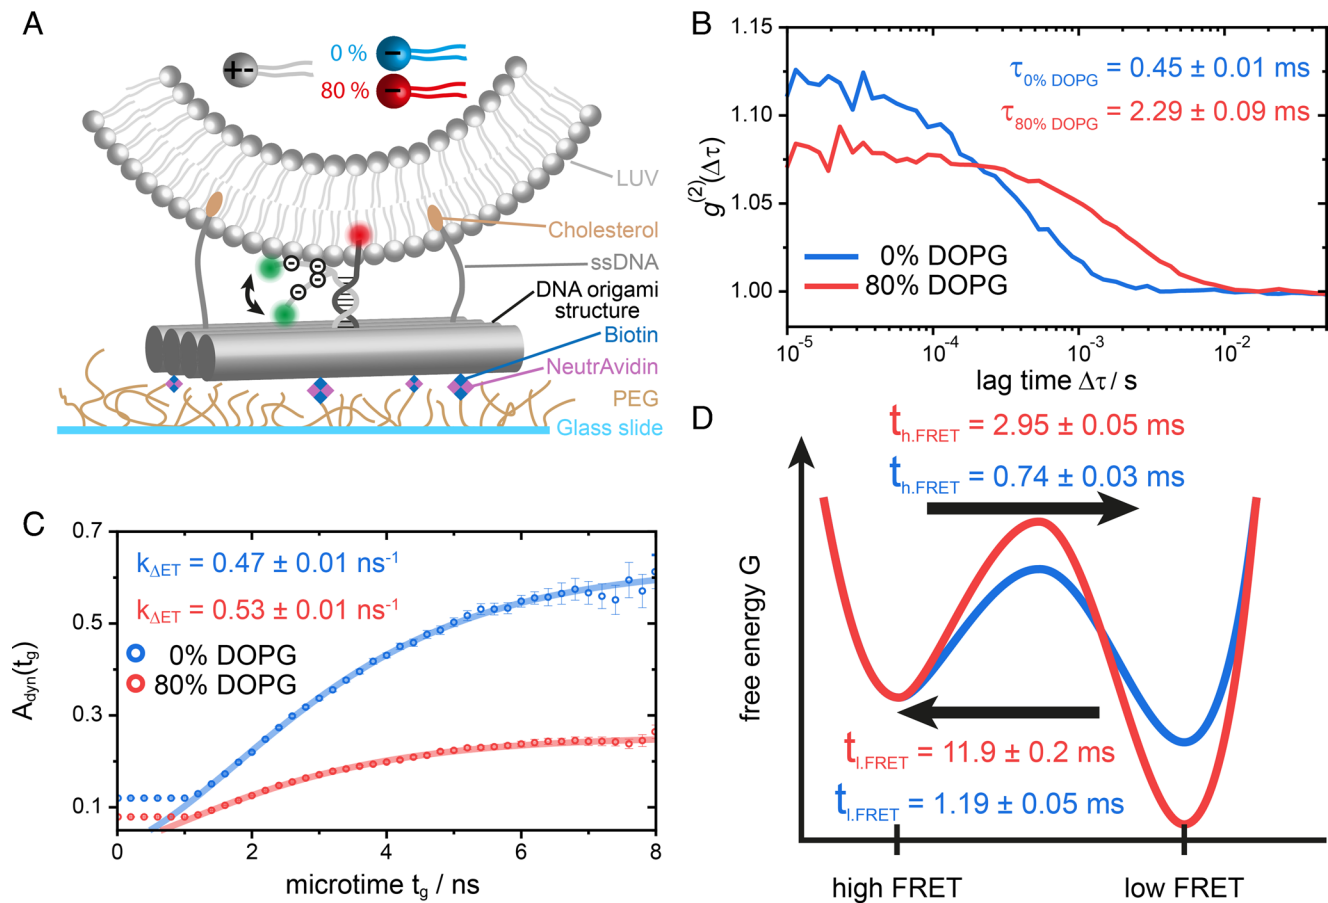 A
+-
0 %
−
80 %
−
LUV
Cholesterol
ssDNA
DNA origami
structure
Biotin
NeutrAvidin
PEG
Glass slide
−
−
−
B
1.15
1.10
1.05
1.00
g(2)(Δτ)
τ0% DOPG = 0.45 ± 0.01 ms
τ80% DOPG = 2.29 ± 0.09 ms
0% DOPG
80% DOPG
10-5
10-4
10-3
10-2
lag time Δτ / s
C
0.7
0.5
0.3
0.1
Adyn(tg)
kΔET = 0.47 ± 0.01 ns-1
kΔET = 0.53 ± 0.01 ns-1
0% DOPG
80% DOPG
0
2
4
6
8
microtime tg / ns
D
th.FRET = 2.95 ± 0.05 ms
th.FRET = 0.74 ± 0.03 ms
free energy G
tl.FRET = 11.9 ± 0.2 ms
tl.FRET = 1.19 ± 0.05 ms
high FRET
low FRET